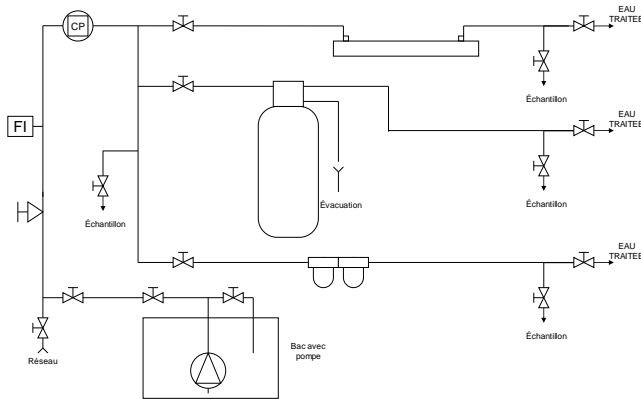 EAU
TRAITEE
CP
Échantillon
EAU
TRAITEE
FI
Échantillon
Évacuation
Échantillon
EAU
TRAITEE
Échantillon
Bac avec
pompe
Réseau